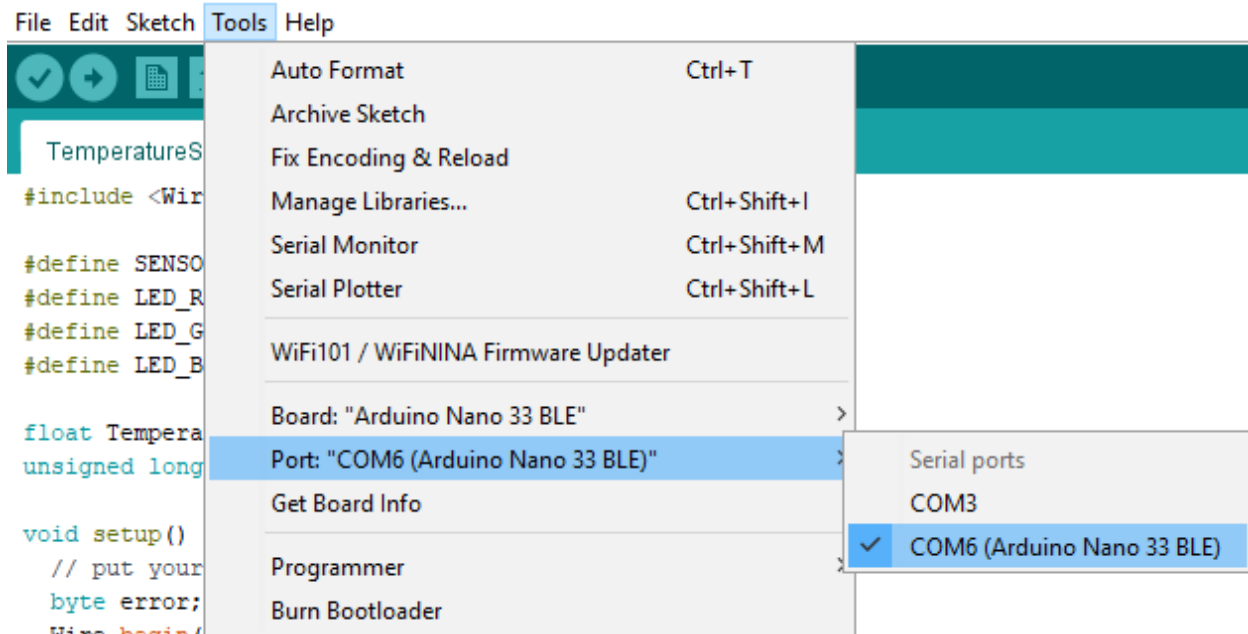 File Edit Sketch Tools Help
Auto Format Ctrl+T
Archive Sketch
TemperatureS
Fix Encoding & Reload
#include <Wir
Manage Libraries... Ctrl+Shift+I
Serial Monitor Ctrl+Shift+M
#define SENSO
Serial Plotter Ctrl+Shift+L
#define LED_R
#define LED_G
WiFi101 / WiFiNINA Firmware Updater
#define LED_B
Board: "Arduino Nano 33 BLE"
float Tempera
Port: "COM6 (Arduino Nano 33 BLE)"
Serial ports
unsigned long
Get Board Info
COM3
void setup()
COM6 (Arduino Nano 33 BLE)
// put your
Programmer
byte error;
Burn Bootloader